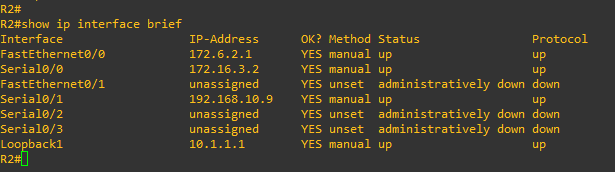 R2#
R2#show ip interface brief
Interface                  IP-Address      OK? Method Status                Protocol
FastEthernet0/0            172.6.2.1       YES manual up                    up
Serial0/0                  172.16.3.2      YES manual up                    up
FastEthernet0/1            unassigned      YES unset  administratively down down
Serial0/1                  192.168.10.9    YES manual up                    up
Serial0/2                  unassigned      YES unset  administratively down down
Serial0/3                  unassigned      YES unset  administratively down down
Loopback1                  10.1.1.1        YES manual up                    up
R2#